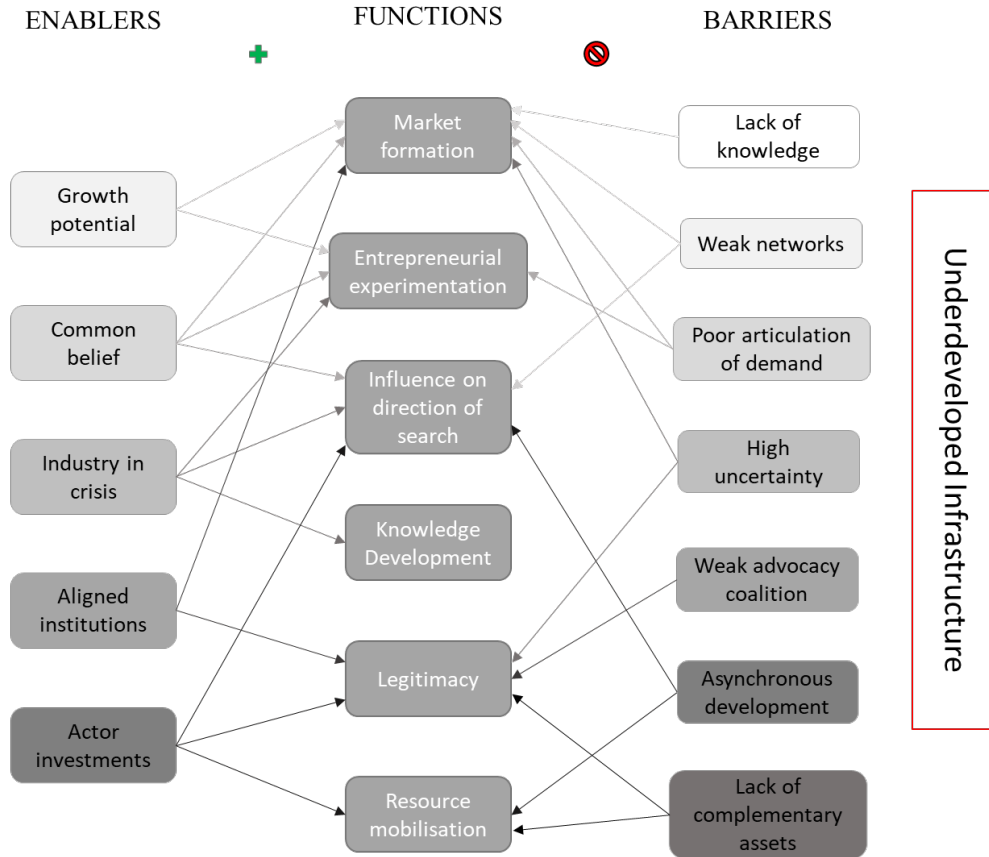 ENABLERS
FUNCTIONS
BARRIERS
Growth
potential
Common
belief
Industry in
crisis
Aligned
institutions
Actor
investments
Market
formation
Entrepreneurial
experimentation
Influence on
direction of
search
Knowledge
Development
Legitimacy
Resource
mobilisation
Lack of
knowledge
Weak networks
Poor articulation
of demand
High
uncertainty
Weak advocacy
coalition
Asynchronous
development
Lack of
complementary
assets
Underdeveloped Infrastructure